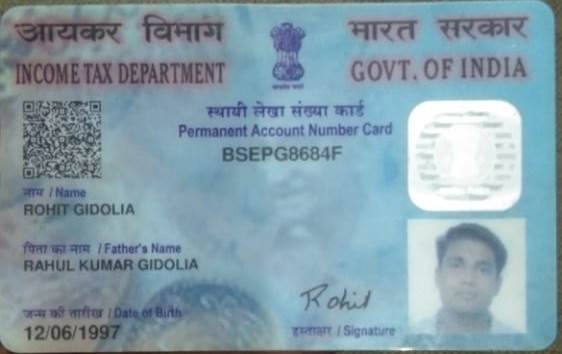 आयकर विभाग
INCOME TAX DEPARTMENT
भारत सरकार
GOVT. OF INDIA
स्थायी लेखा संख्या कार्ड
Permanent Account Number Card
BSEPG8684F
नाम / Name
ROHIT GIDOLIA
पिता का नाम / Father's Name
RAHUL KUMAR GIDOLIA
जन्म की तारीख / Date of Birth
12/06/1997
Rohit
हस्ताक्षर / Signature